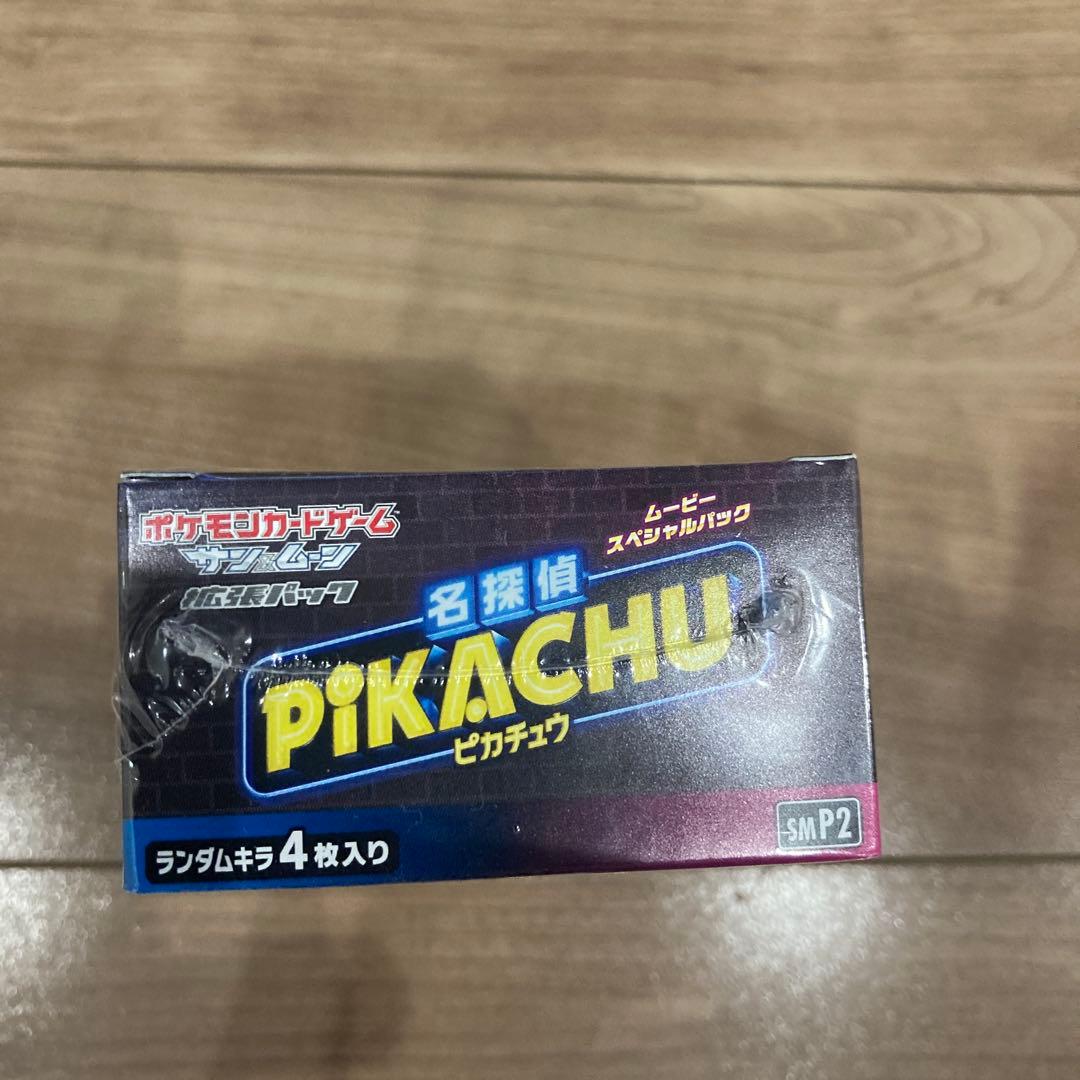 ポケモンカードゲーム
サン&ムーン
拡張パック
ムービー
スペシャルパック
名探偵
PiKACHU
ピカチュウ
ランダムキラ4枚入り
SMP2